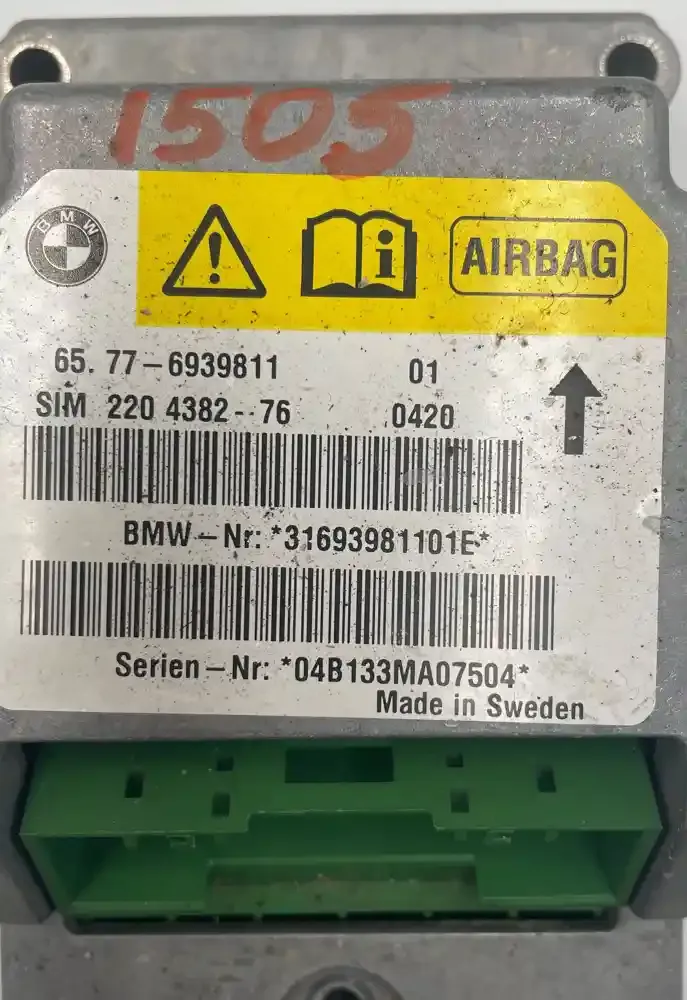 1505
BMW
AIRBAG
65. 77-6939811 01
SIM 220 4382--76 0420
BMW-Nr: *31693981101E*
Serien-Nr: *04B133MA07504*
Made in Sweden